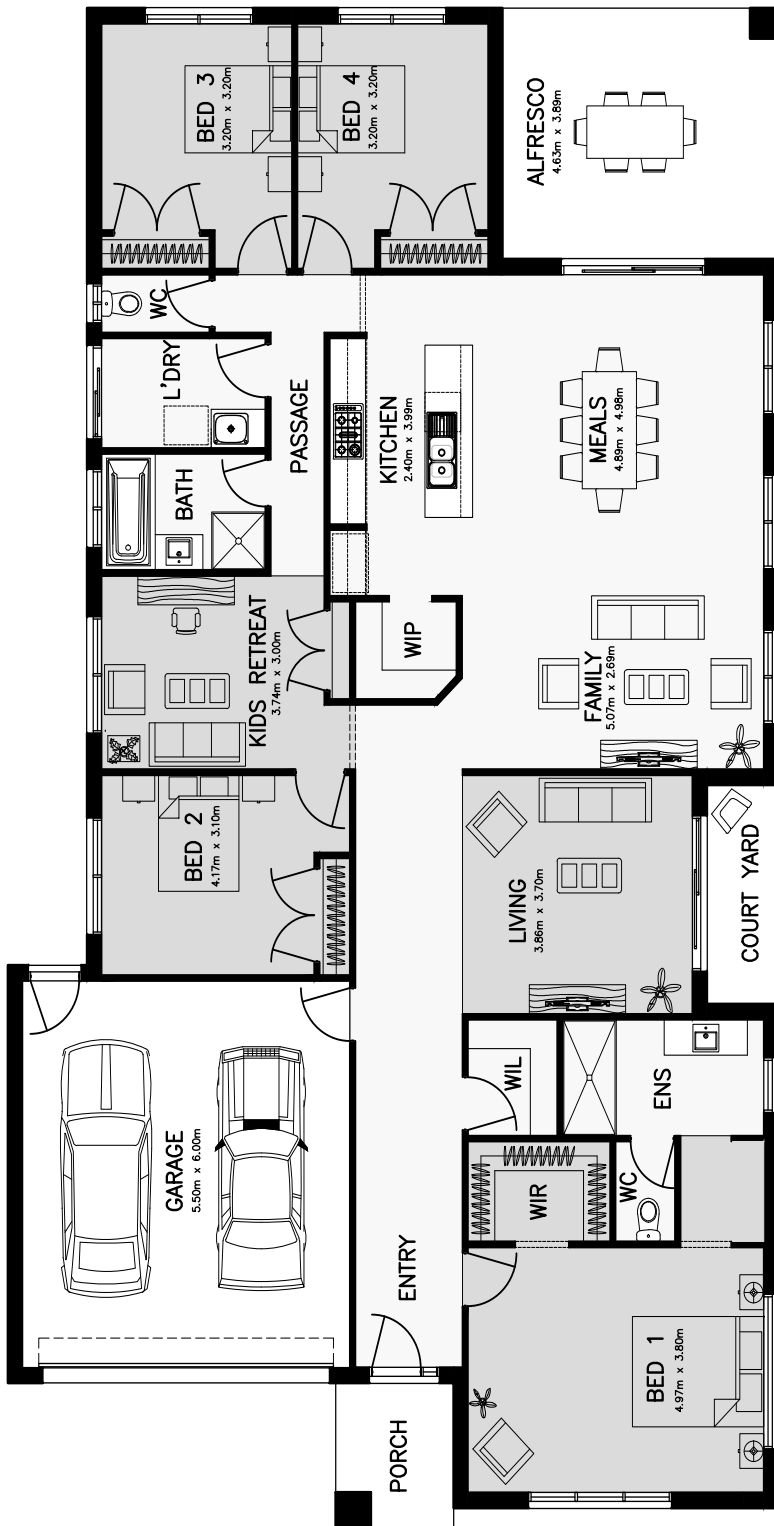 BED 3
3.20m x 3.20m
BED 4
3.20m x 3.20m
ALFRESCO
4.63m x 3.89m
WC
L'DRY
PASSAGE
KITCHEN
2.40m x 3.99m
MEALS
4.89m x 4.98m
BATH
KIDS RETREAT
3.74m x 3.00m
WIP
FAMILY
5.07m x 2.69m
BED 2
4.17m x 3.10m
LIVING
3.86m x 3.70m
COURT YARD
GARAGE
5.50m x 6.00m
WIL
ENS
WIR
WC
ENTRY
BED 1
4.97m x 3.80m
PORCH